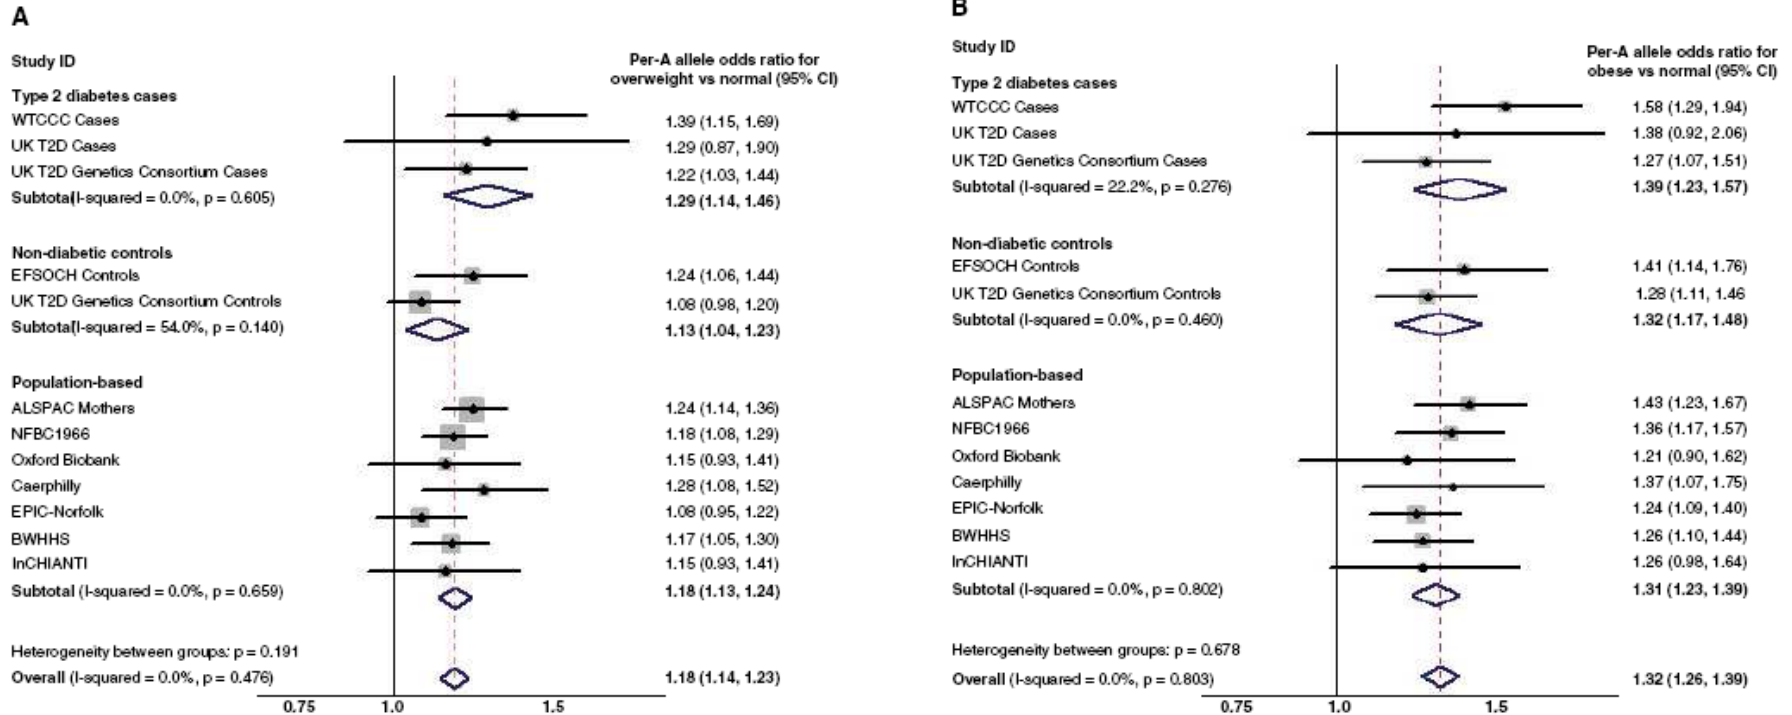 A
Study ID
Per-A allele odds ratio for
overweight vs normal (95% CI)
Type 2 diabetes cases
WTCCC Cases 1.39 (1.15, 1.69)
UK T2D Cases 1.29 (0.87, 1.90)
UK T2D Genetics Consortium Cases 1.22 (1.03, 1.44)
Subtotal(I-squared = 0.0%, p = 0.605) 1.29 (1.14, 1.46)
Non-diabetic controls
EFSOCH Controls 1.24 (1.06, 1.44)
UK T2D Genetics Consortium Controls 1.08 (0.98, 1.20)
Subtotal(I-squared = 54.0%, p = 0.140) 1.13 (1.04, 1.23)
Population-based
ALSPAC Mothers 1.24 (1.14, 1.36)
NFBC1966 1.18 (1.08, 1.29)
Oxford Biobank 1.15 (0.93, 1.41)
Caerphilly 1.28 (1.08, 1.52)
EPIC-Norfolk 1.08 (0.95, 1.22)
BWHHS 1.17 (1.05, 1.30)
InCHIANTI 1.15 (0.93, 1.41)
Subtotal (I-squared = 0.0%, p = 0.659) 1.18 (1.13, 1.24)
Heterogeneity between groups: p = 0.191
Overall (I-squared = 0.0%, p = 0.476) 1.18 (1.14, 1.23)
0.75 1.0 1.5
B
Study ID
Per-A allele odds ratio for
obese vs normal (95% CI)
Type 2 diabetes cases
WTCCC Cases 1.58 (1.29, 1.94)
UK T2D Cases 1.38 (0.92, 2.06)
UK T2D Genetics Consortium Cases 1.27 (1.07, 1.51)
Subtotal (I-squared = 22.2%, p = 0.276) 1.39 (1.23, 1.57)
Non-diabetic controls
EFSOCH Controls 1.41 (1.14, 1.76)
UK T2D Genetics Consortium Controls 1.28 (1.11, 1.46
Subtotal (I-squared = 0.0%, p = 0.460) 1.32 (1.17, 1.48)
Population-based
ALSPAC Mothers 1.43 (1.23, 1.67)
NFBC1966 1.36 (1.17, 1.57)
Oxford Biobank 1.21 (0.90, 1.62)
Caerphilly 1.37 (1.07, 1.75)
EPIC-Norfolk 1.24 (1.09, 1.40)
BWHHS 1.26 (1.10, 1.44)
InCHIANTI 1.26 (0.98, 1.64)
Subtotal (I-squared = 0.0%, p = 0.802) 1.31 (1.23, 1.39)
Heterogeneity between groups: p = 0.678
Overall (I-squared = 0.0%, p = 0.803) 1.32 (1.26, 1.39)
0.75 1.0 1.5